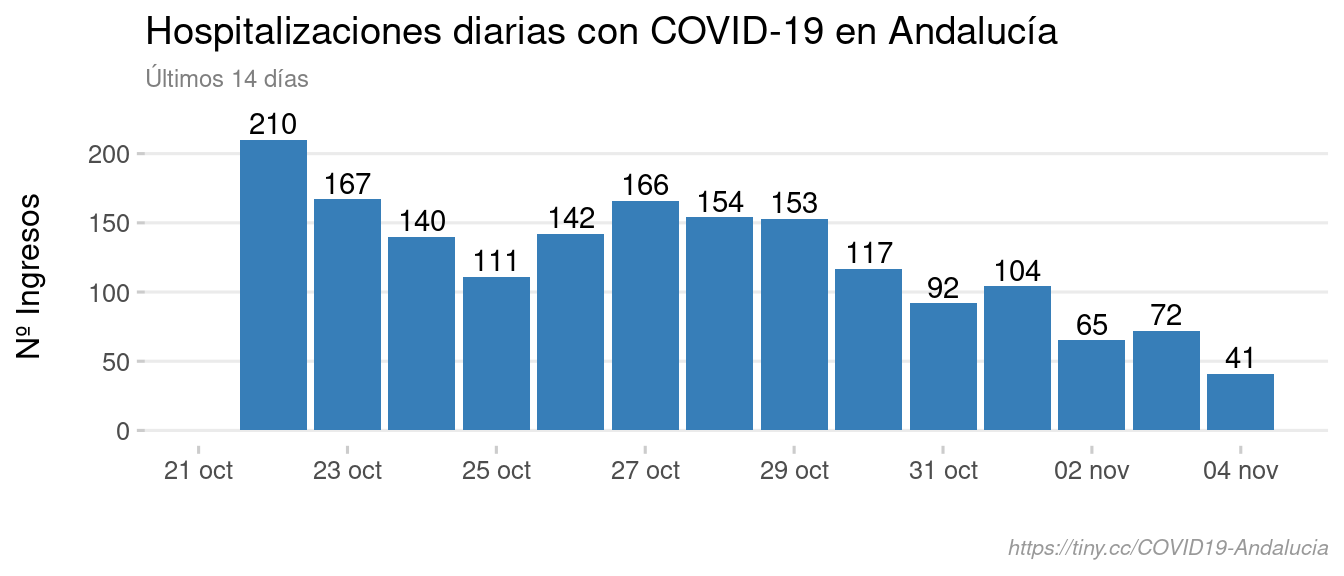 Hospitalizaciones diarias con COVID-19 en Andalucía
Últimos 14 días
Nº Ingresos
200
150
100
50
0
210
167
140
111
142
166
154
153
117
92
104
65
72
41
21 oct
23 oct
25 oct
27 oct
29 oct
31 oct
02 nov
04 nov
https://tiny.cc/COVID19-Andalucia